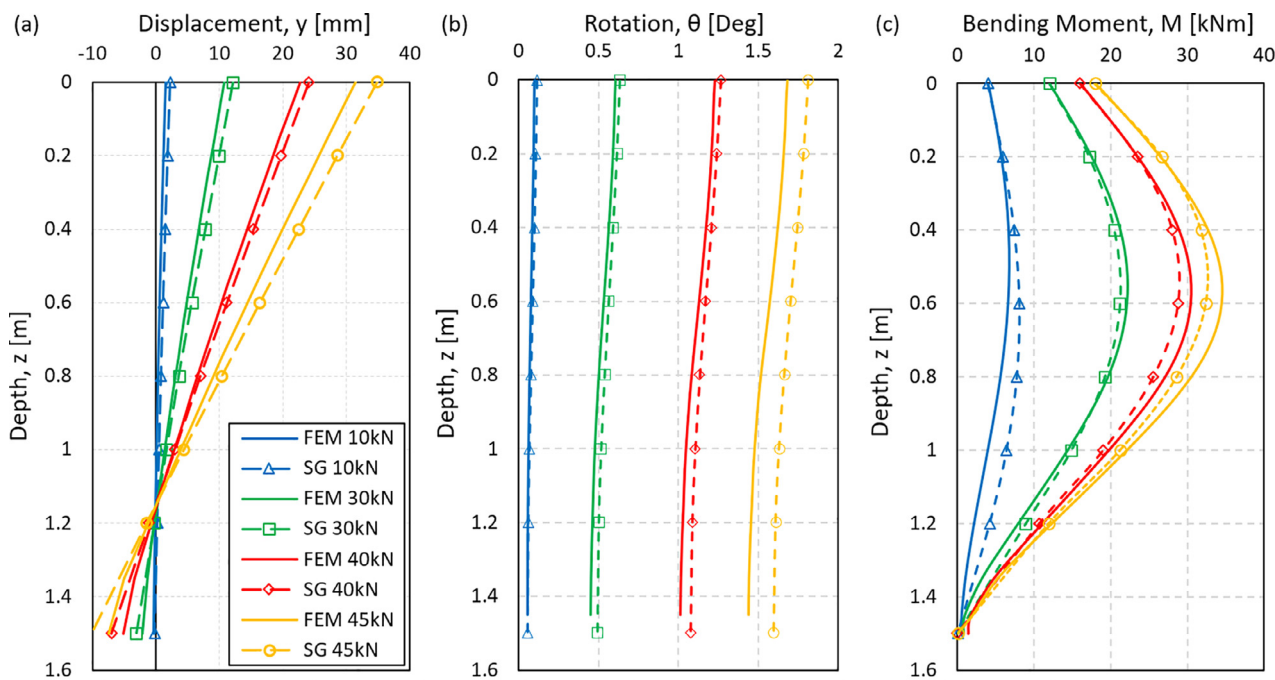 (a) Displacement, y [mm]
-10 0 10 20 30 40
0
0.2
0.4
0.6
0.8
1
1.2
1.4
1.6
Depth, z [m]
FEM 10kN
SG 10kN
FEM 30kN
SG 30kN
FEM 40kN
SG 40kN
FEM 45kN
SG 45kN
(b) Rotation, θ [Deg]
0 0.5 1 1.5 2
0
0.2
0.4
0.6
0.8
1
1.2
1.4
1.6
Depth, z [m]
(c) Bending Moment, M [kNm]
0 10 20 30 40
0
0.2
0.4
0.6
0.8
1
1.2
1.4
1.6
Depth, z [m]